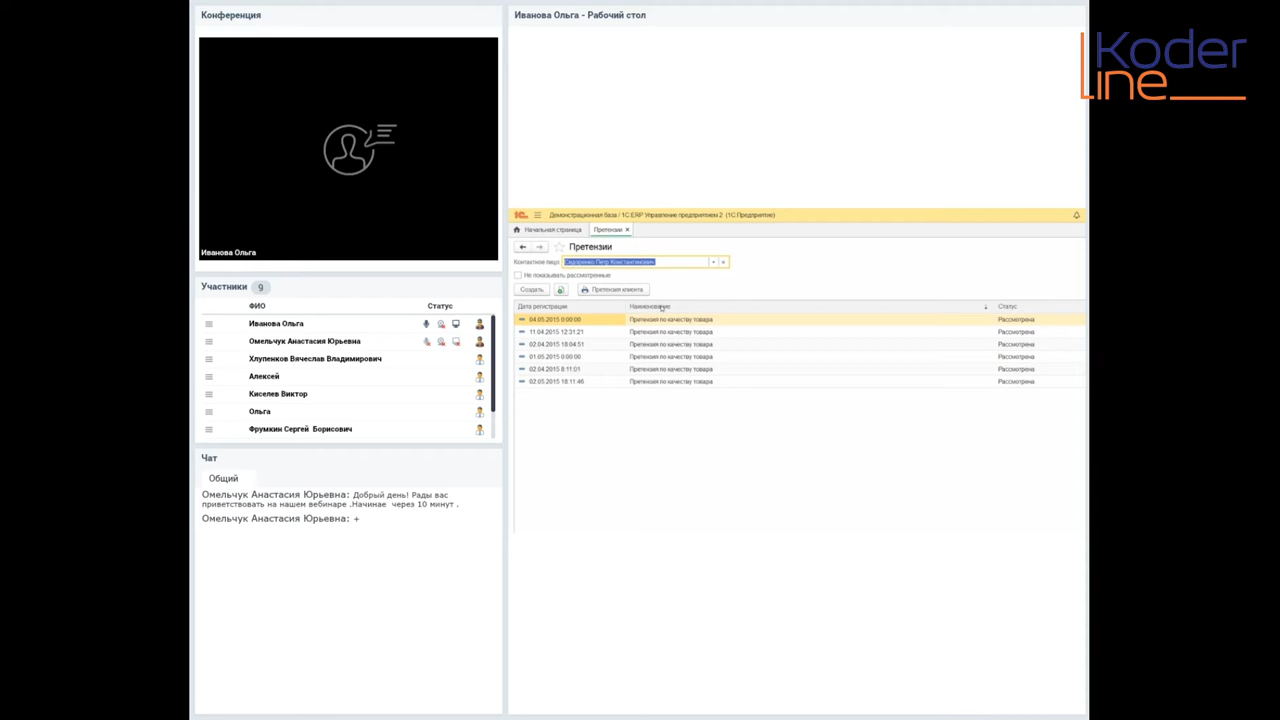 Конференция
Иванова Ольга
Участники 9
ФИО Статус
Иванова Ольга
Омельчук Анастасия Юрьевна
Хлупенков Вячеслав Владимирович
Алексей
Киселев Виктор
Ольга
Фрумкин Сергей Борисович
Чат
Общий
Омельчук Анастасия Юрьевна: Добрый день! Рады вас
приветствовать на нашем вебинаре .Начинае через 10 минут .
Омельчук Анастасия Юрьевна: +
Иванова Ольга - Рабочий стол
Koder
Line
1С Демонстрационная база / 1С:ERP Управление предприятием 2 (1С:Предприятие)
Начальная страница Претензии ×
Претензии
Контактное лицо: Сидоренко Петр Константинович
Не показывать рассмотренные
Создать Претензия клиента
Дата регистрации Наименование ↓ Статус
04.05.2015 0:00:00 Претензия по качеству товара Рассмотрена
11.04.2015 12:31:21 Претензия по качеству товара Рассмотрена
02.04.2015 18:04:51 Претензия по качеству товара Рассмотрена
01.05.2015 0:00:00 Претензия по качеству товара Рассмотрена
02.04.2015 8:11:01 Претензия по качеству товара Рассмотрена
02.05.2015 18:11:46 Претензия по качеству товара Рассмотрена